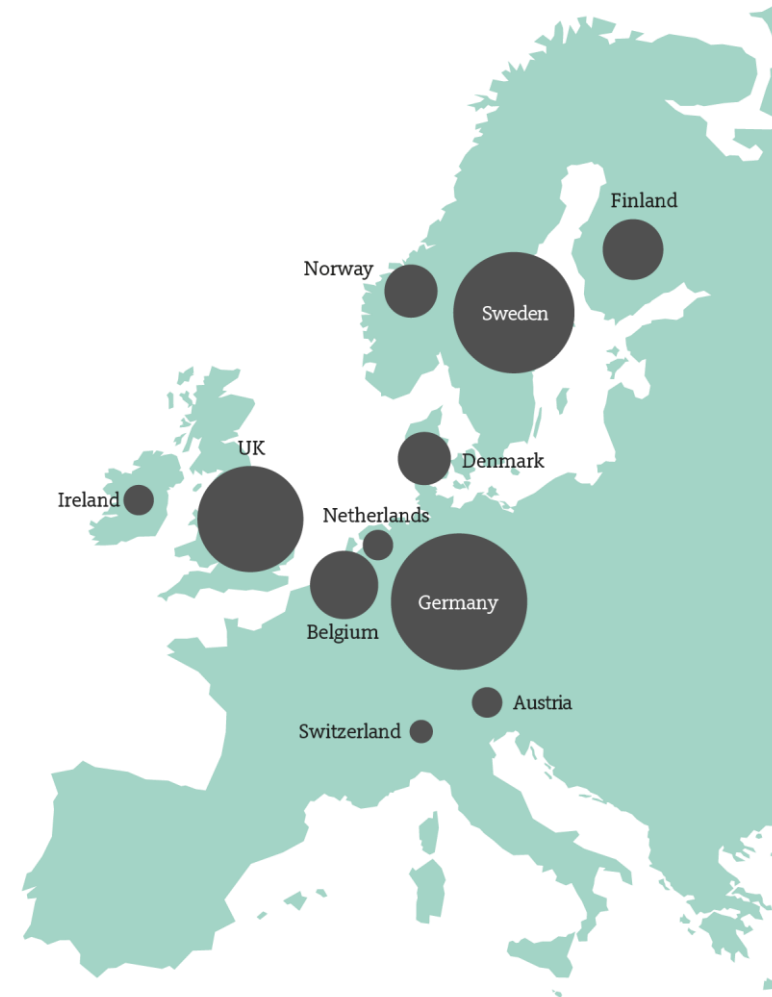 Finland
Norway
Sweden
UK
Denmark
Ireland
Netherlands
Germany
Belgium
Austria
Switzerland